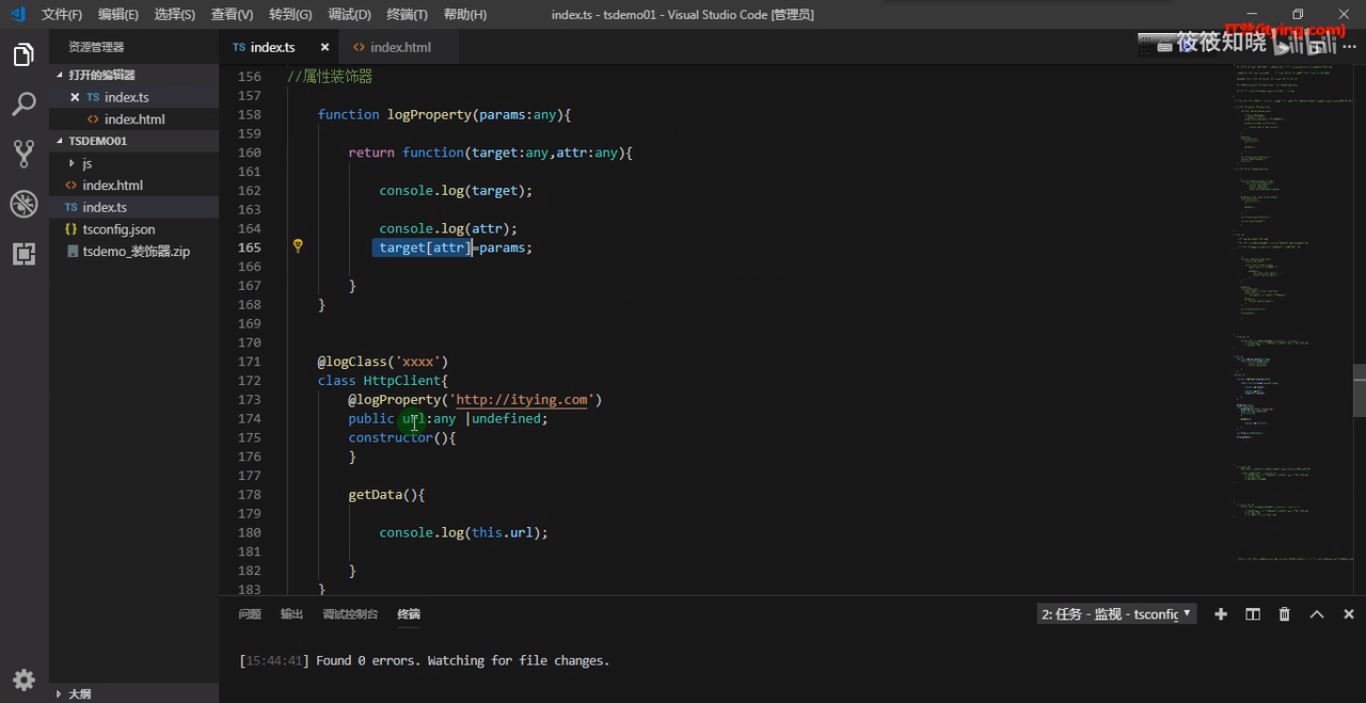 文件(F) 编辑(E) 选择(S) 查看(V) 转到(G) 调试(D) 终端(T) 帮助(H) index.ts - tsdemo01 - Visual Studio Code [管理员]
IT营(itying.com)
筱筱知晓 bilibili
资源管理器
打开的编辑器
TS index.ts
index.html
TSDEMO01
js
index.html
TS index.ts
tsconfig.json
tsdemo_装饰器.zip
大纲
TS index.ts index.html
156 //属性装饰器
157
158 function logProperty(params:any){
159
160 return function(target:any,attr:any){
161
162 console.log(target);
163
164 console.log(attr);
165 target[attr]=params;
166
167 }
168 }
169
170
171 @logClass('xxxx')
172 class HttpClient{
173 @logProperty('http://itying.com')
174 public url:any |undefined;
175 constructor(){
176 }
177
178 getData(){
179
180 console.log(this.url);
181
182 }
183 }
问题 输出 调试控制台 终端 2: 任务 - 监视 - tsconfig
[15:44:41] Found 0 errors. Watching for file changes.